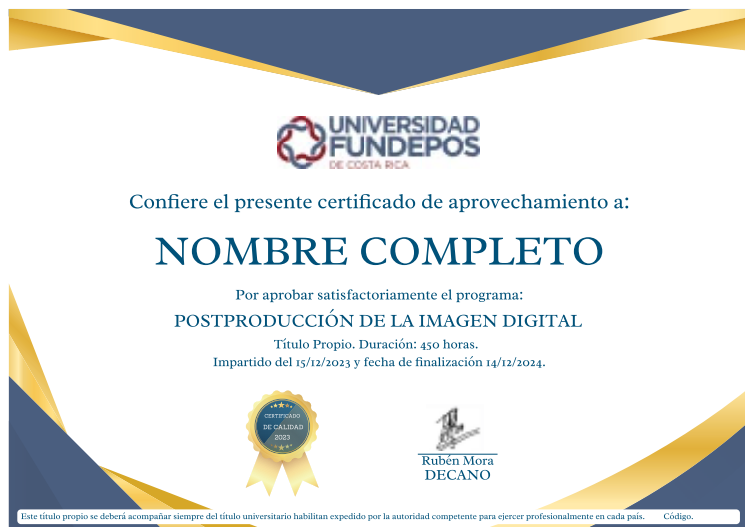 UNIVERSIDAD
FUNDEPOS
DE COSTA RICA
Confiere el presente certificado de aprovechamiento a:
NOMBRE COMPLETO
Por aprobar satisfactoriamente el programa:
POSTPRODUCCIÓN DE LA IMAGEN DIGITAL
Título Propio. Duración: 450 horas.
Impartido del 15/12/2023 y fecha de finalización 14/12/2024.
CERTIFICADO
DE CALIDAD
2023
Rubén Mora
DECANO
Este título propio se deberá acompañar siempre del título universitario habilitan expedido por la autoridad competente para ejercer profesionalmente en cada país. Código.